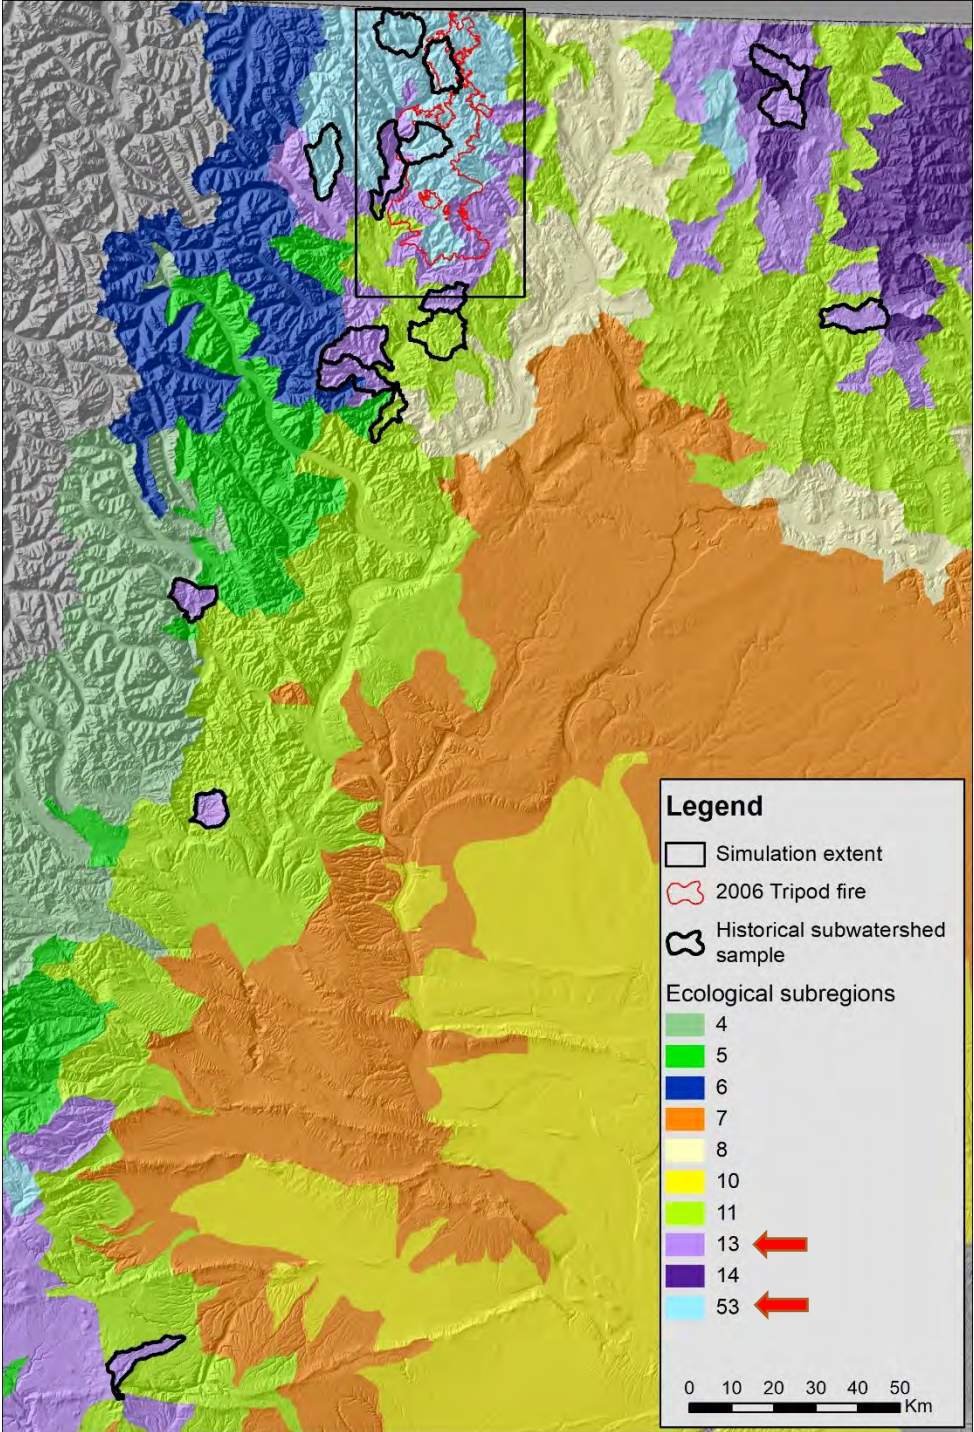 Legend
Simulation extent
2006 Tripod fire
Historical subwatershed
sample
Ecological subregions
4
5
6
7
8
10
11
13
14
53
0 10 20 30 40 50
Km